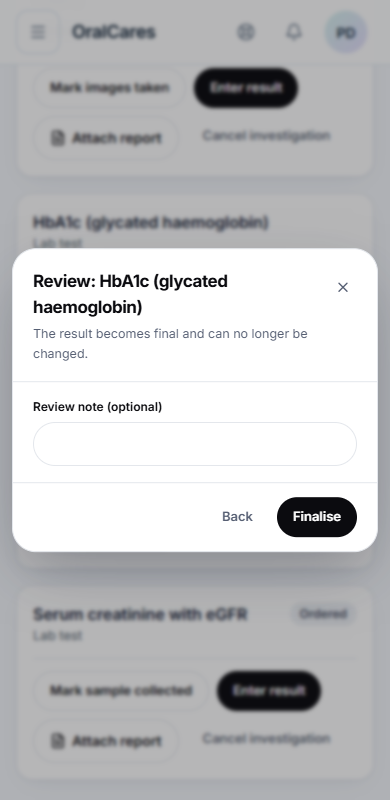 OralCares
PD
Mark images taken
Enter result
Attach report
Cancel investigation
HbA1c (glycated haemoglobin)
Lab test
Review: HbA1c (glycated
haemoglobin)
The result becomes final and can no longer be
changed.
Review note (optional)
Back
Finalise
Serum creatinine with eGFR
Ordered
Lab test
Mark sample collected
Enter result
Attach report
Cancel investigation